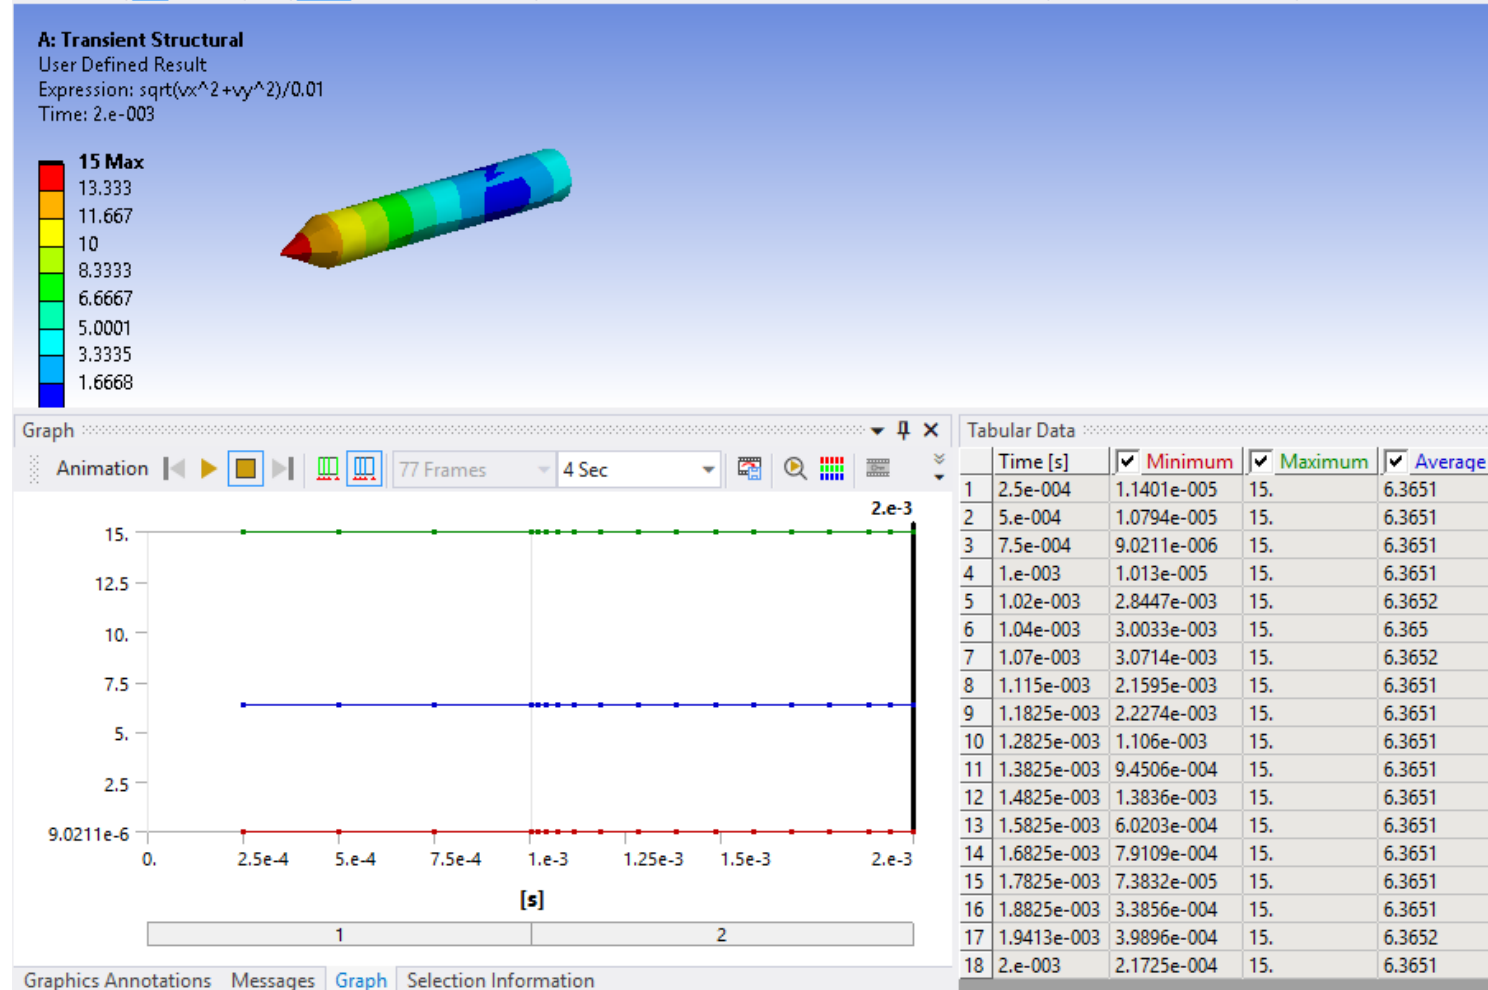 A: Transient Structural
User Defined Result
Expression: sqrt(vx^2+vy^2)/0.01
Time: 2.e-003
15 Max
13.333
11.667
10
8.3333
6.6667
5.0001
3.3335
1.6668
Graph
Animation 77 Frames 4 Sec
2.e-3
15.
12.5
10.
7.5
5.
2.5
9.0211e-6
0. 2.5e-4 5.e-4 7.5e-4 1.e-3 1.25e-3 1.5e-3 2.e-3
[s]
1 2
Graphics Annotations Messages Graph Selection Information
Tabular Data
Time [s] Minimum Maximum Average
1 2.5e-004 1.1401e-005 15. 6.3651
2 5.e-004 1.0794e-005 15. 6.3651
3 7.5e-004 9.0211e-006 15. 6.3651
4 1.e-003 1.013e-005 15. 6.3651
5 1.02e-003 2.8447e-003 15. 6.3652
6 1.04e-003 3.0033e-003 15. 6.365
7 1.07e-003 3.0714e-003 15. 6.3652
8 1.115e-003 2.1595e-003 15. 6.3651
9 1.1825e-003 2.2274e-003 15. 6.3651
10 1.2825e-003 1.106e-003 15. 6.3651
11 1.3825e-003 9.4506e-004 15. 6.3651
12 1.4825e-003 1.3836e-003 15. 6.3651
13 1.5825e-003 6.0203e-004 15. 6.3651
14 1.6825e-003 7.9109e-004 15. 6.3651
15 1.7825e-003 7.3832e-005 15. 6.3651
16 1.8825e-003 3.3856e-004 15. 6.3651
17 1.9413e-003 3.9896e-004 15. 6.3652
18 2.e-003 2.1725e-004 15. 6.3651